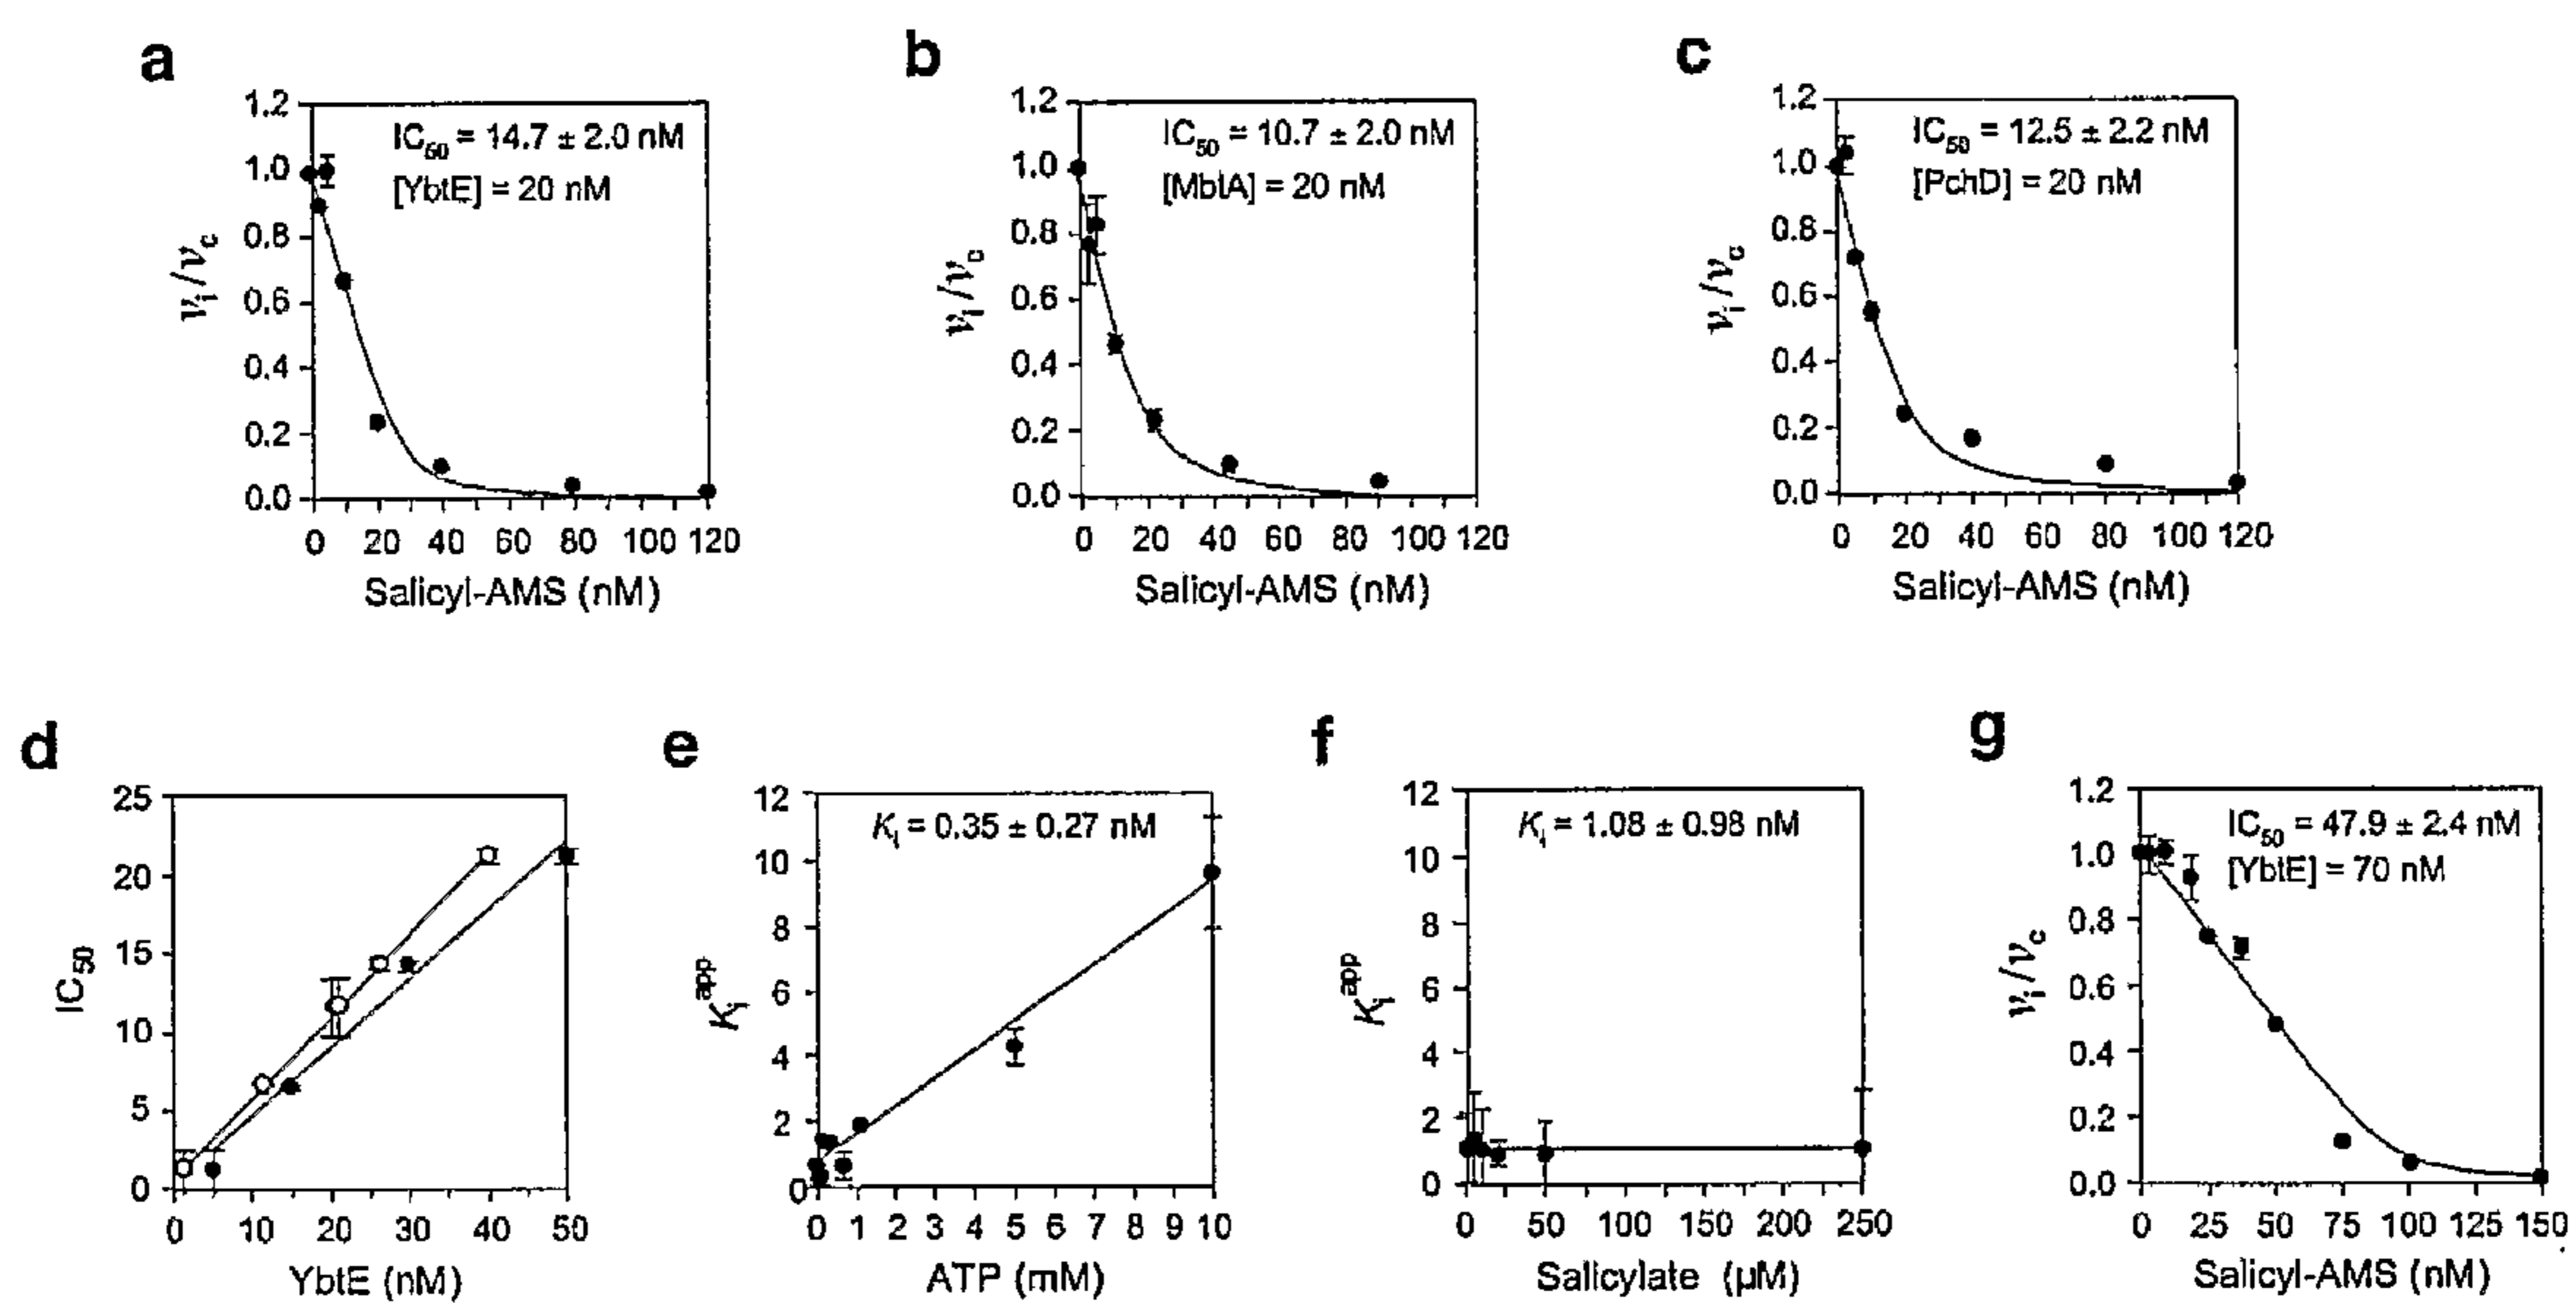 a
1.2
1.0
0.8
0.6
0.4
0.2
0.0
vi/vc
IC50 = 14.7 ± 2.0 nM
[YbtE] = 20 nM
0 20 40 60 80 100 120
Salicyl-AMS (nM)
b
1.2
1.0
0.8
0.6
0.4
0.2
0.0
vi/vc
IC50 = 10.7 ± 2.0 nM
[MbtA] = 20 nM
0 20 40 60 80 100 120
Salicyl-AMS (nM)
c
1.2
1.0
0.8
0.6
0.4
0.2
0.0
vi/vc
IC50 = 12.5 ± 2.2 nM
[PchD] = 20 nM
0 20 40 60 80 100 120
Salicyl-AMS (nM)
d
25
20
15
10
5
0
IC50
0 10 20 30 40 50
YbtE (nM)
e
12
10
8
6
4
2
0
Ki app
Ki = 0.35 ± 0.27 nM
0 1 2 3 4 5 6 7 8 9 10
ATP (mM)
f
12
10
8
6
4
2
0
Ki app
Ki = 1.08 ± 0.98 nM
0 50 100 150 200 250
Salicylate (µM)
g
1.2
1.0
0.8
0.6
0.4
0.2
0.0
vi/vc
IC50 = 47.9 ± 2.4 nM
[YbtE] = 70 nM
0 25 50 75 100 125 150
Salicyl-AMS (nM)